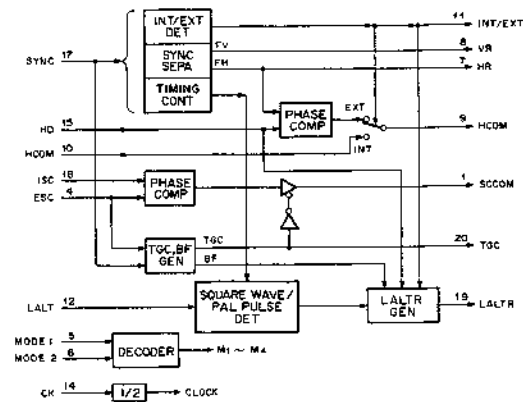 INT/EXT
DET
11
INT/EXT
SYNC
17
SYNC
SEPA
FV
8
VR
FH
7
HR
TIMING
CONT
HD
15
PHASE
COMP
EXT
9
HCOM
HCOM
10
INT
ISC
18
ESC
4
PHASE
COMP
1
SCCOM
TGC, BF
GEN
TGC
20
TGC
BF
LALT
12
SQUARE WAVE/
PAL PULSE
DET
LALTR
GEN
19
LALTR
MODE 1
5
MODE 2
6
DECODER
M1 ~ M4
CK
14
1/2
CLOCK